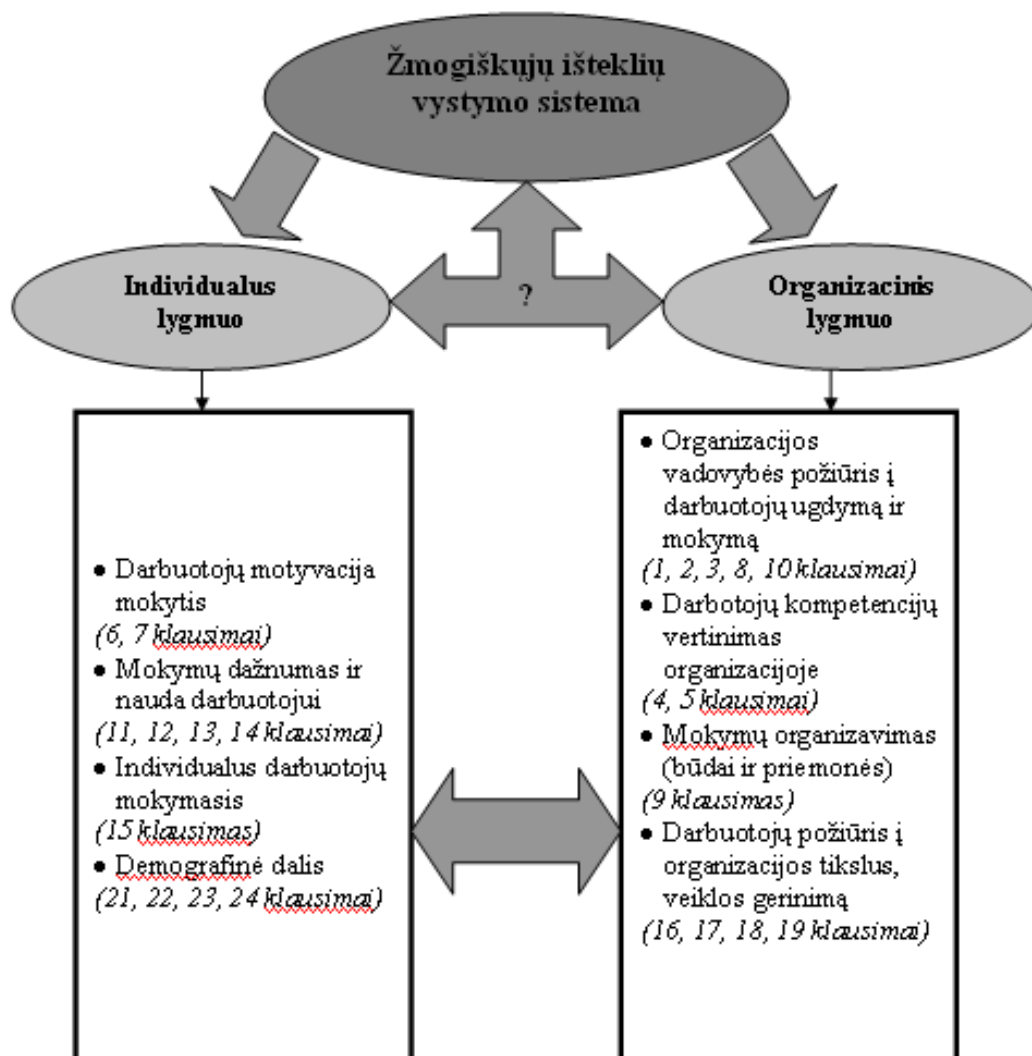 Žmogiškųjų išteklių
vystymo sistema
Individualus
lygmuo
?
Organizacinis
lygmuo
● Darbuotojų motyvacija
mokytis
(6, 7 klausimai)
● Mokymų dažnumas ir
nauda darbuotojui
(11, 12, 13, 14 klausimai)
● Individualus darbuotojų
mokymasis
(15 klausimas)
● Demografinė dalis
(21, 22, 23, 24 klausimai)
● Organizacijos
vadovybės požiūris į
darbuotojų ugdymą ir
mokymą
(1, 2, 3, 8, 10 klausimai)
● Darbotojų kompetencijų
vertinimas
organizacijoje
(4, 5 klausimai)
● Mokymų organizavimas
(būdai ir priemonės)
(9 klausimas)
● Darbuotojų požiūris į
organizacijos tikslus,
veiklos gerinimą
(16, 17, 18, 19 klausimai)